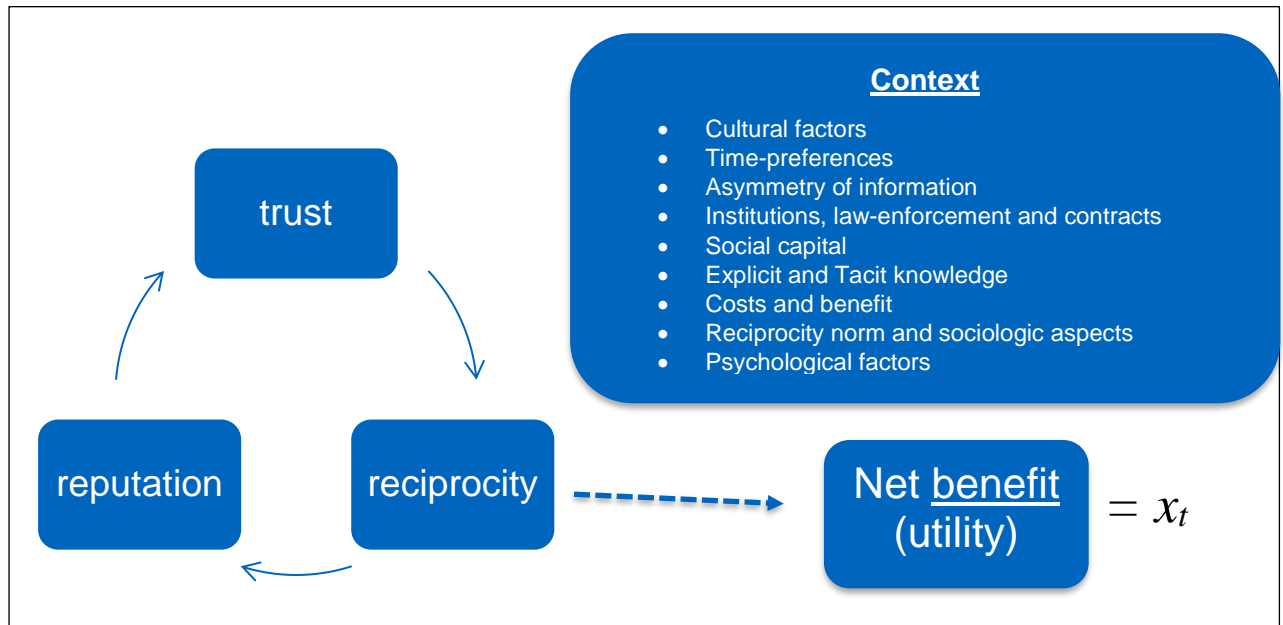 Context
• Cultural factors
• Time-preferences
• Asymmetry of information
• Institutions, law-enforcement and contracts
• Social capital
• Explicit and Tacit knowledge
• Costs and benefit
• Reciprocity norm and sociologic aspects
• Psychological factors
trust
reputation
reciprocity
Net benefit
(utility)
= xₜ